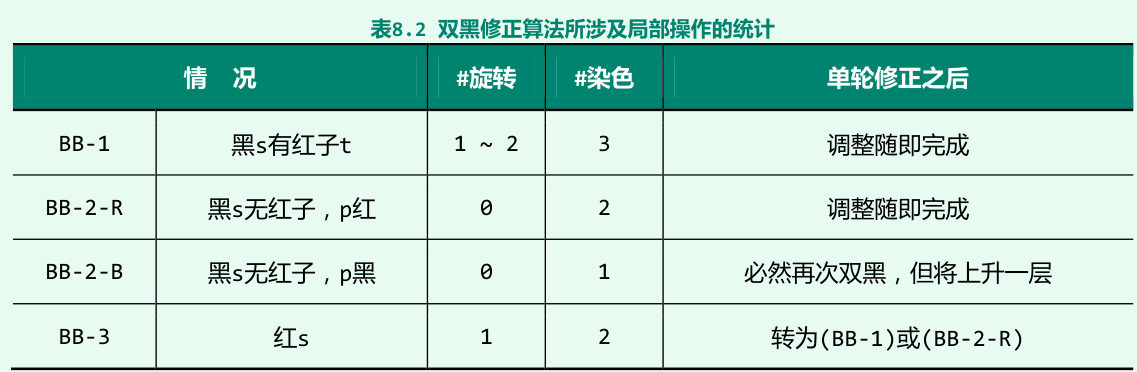 表8.2 双黑修正算法所涉及局部操作的统计
情 况 #旋转 #染色 单轮修正之后
BB-1 黑s有红子t 1 ~ 2 3 调整随即完成
BB-2-R 黑s无红子，p红 0 2 调整随即完成
BB-2-B 黑s无红子，p黑 0 1 必然再次双黑，但将上升一层
BB-3 红s 1 2 转为(BB-1)或(BB-2-R)